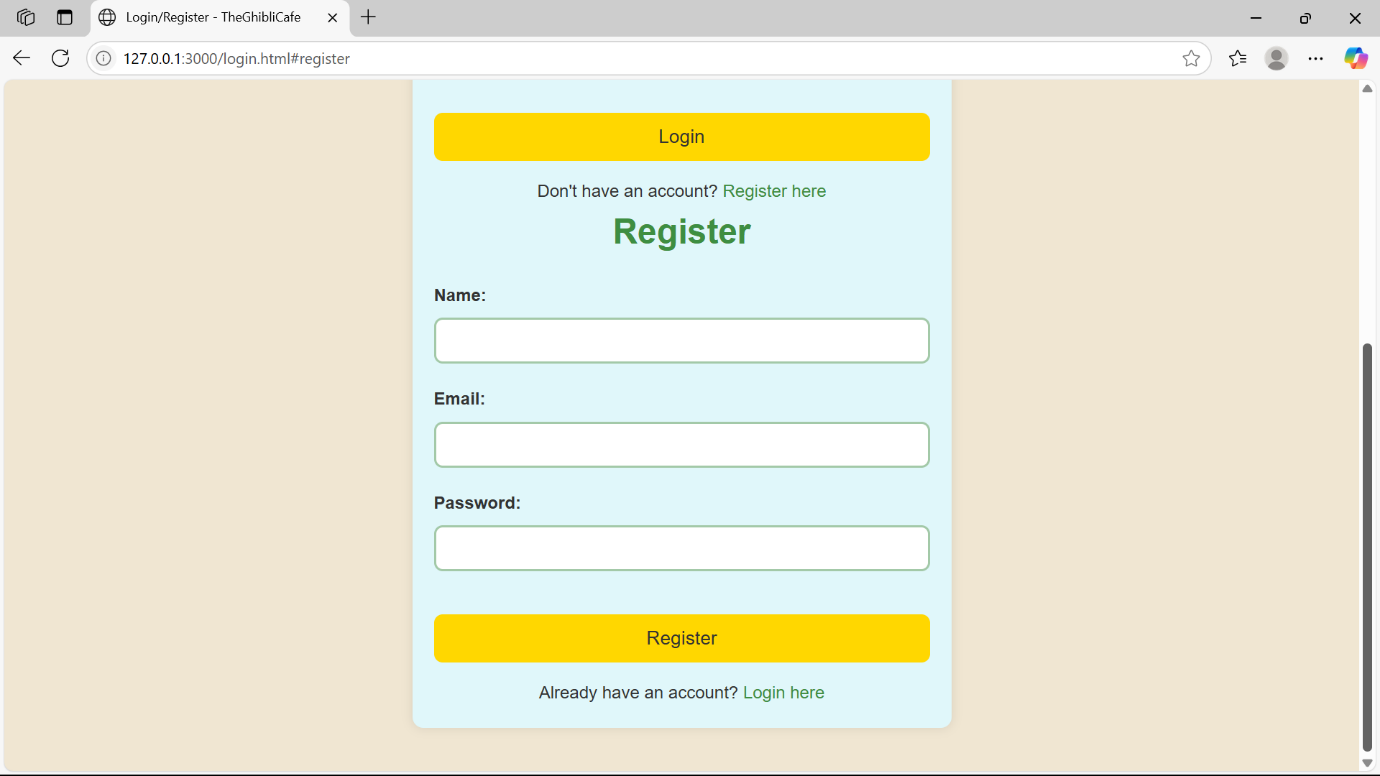 Login/Register - TheGhibliCafe
127.0.0.1:3000/login.html#register
Login
Don't have an account? Register here
Register
Name:
Email:
Password:
Register
Already have an account? Login here